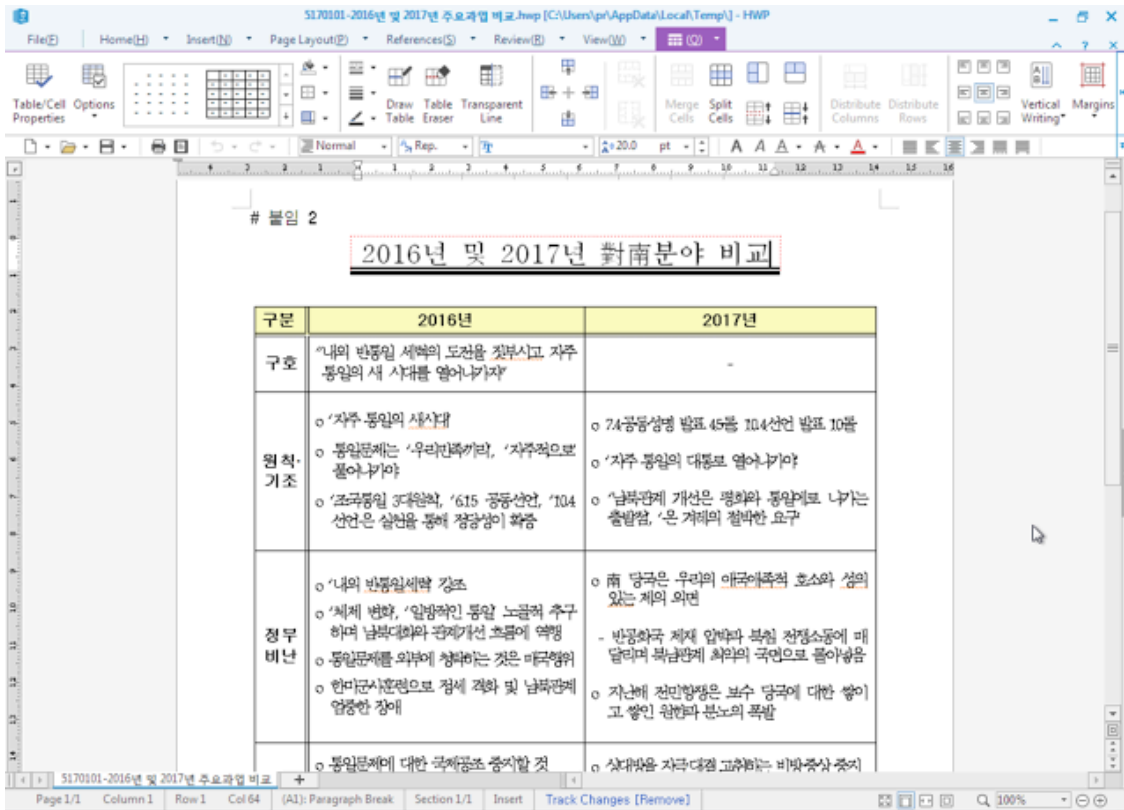 5170101-2016년 및 2017년 주요과업 비교.hwp [C:\Users\pr\AppData\Local\Temp\] - HWP
File(F) Home(H) Insert(N) Page Layout(P) References(S) Review(R) View(W) (Q)
Table/Cell Properties Options Draw Table Table Eraser Transparent Line Merge Cells Split Cells Distribute Columns Distribute Rows Vertical Writing Margins
Normal Rep. 20.0 pt
# 붙임 2
2016년 및 2017년 對南분야 비교
구분 2016년 2017년
구호
"내외 반통일 세력의 도전을 짓부시고 자주
통일의 새 시대를 열어나가자"
-
원칙·
기조
o '자주 통일의 새시대'
o 통일문제는 '우리민족끼리', '자주적으로
풀어나가야
o '조국통일 3대원칙', '6.15 공동선언', '10.4
선언'은 실천을 통해 정당성이 확증
o 7.4공동성명 발표 45돌, 10.4선언 발표 10돌
o '자주 통일의 대통로 열어나가야'
o '남북관계 개선은 평화와 통일에로 나가는
출발점', '온 겨레의 절박한 요구'
정부
비난
o '내외 반통일세력' 강조
o '체제 변화', '일방적인 통일' 노골적 추구
하며 남북대화와 관계개선 흐름에 역행
o 통일문제를 외부에 청탁하는 것은 매국행위
o 한미군사훈련으로 정세 격화 및 남북관계
엄중한 장애
o 南 당국은 우리의 애국애족적 호소와 성의
있는 제의 외면
- 반공화국 제재 압박과 북침 전쟁소동에 매
달리며 북남관계 최악의 국면으로 몰아넣음
o 지난해 전민항쟁은 보수 당국에 대한 쌓이
고 쌓인 원한과 분노의 폭발
o 통일문제에 대한 국제공조 중지할 것
o 상대방을 자극·대결 고취하는 비방·중상 중지
5170101-2016년 및 2017년 주요과업 비교
Page 1/1 Column 1 Row 1 Col 64 (A1): Paragraph Break Section 1/1 Insert Track Changes [Remove] 100%